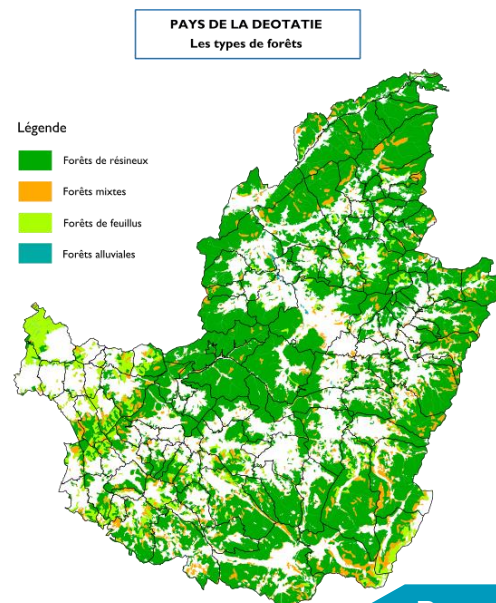 PAYS DE LA DEOTATIE
Les types de forêts
Légende
Forêts de résineux
Forêts mixtes
Forêts de feuillus
Forêts alluviales